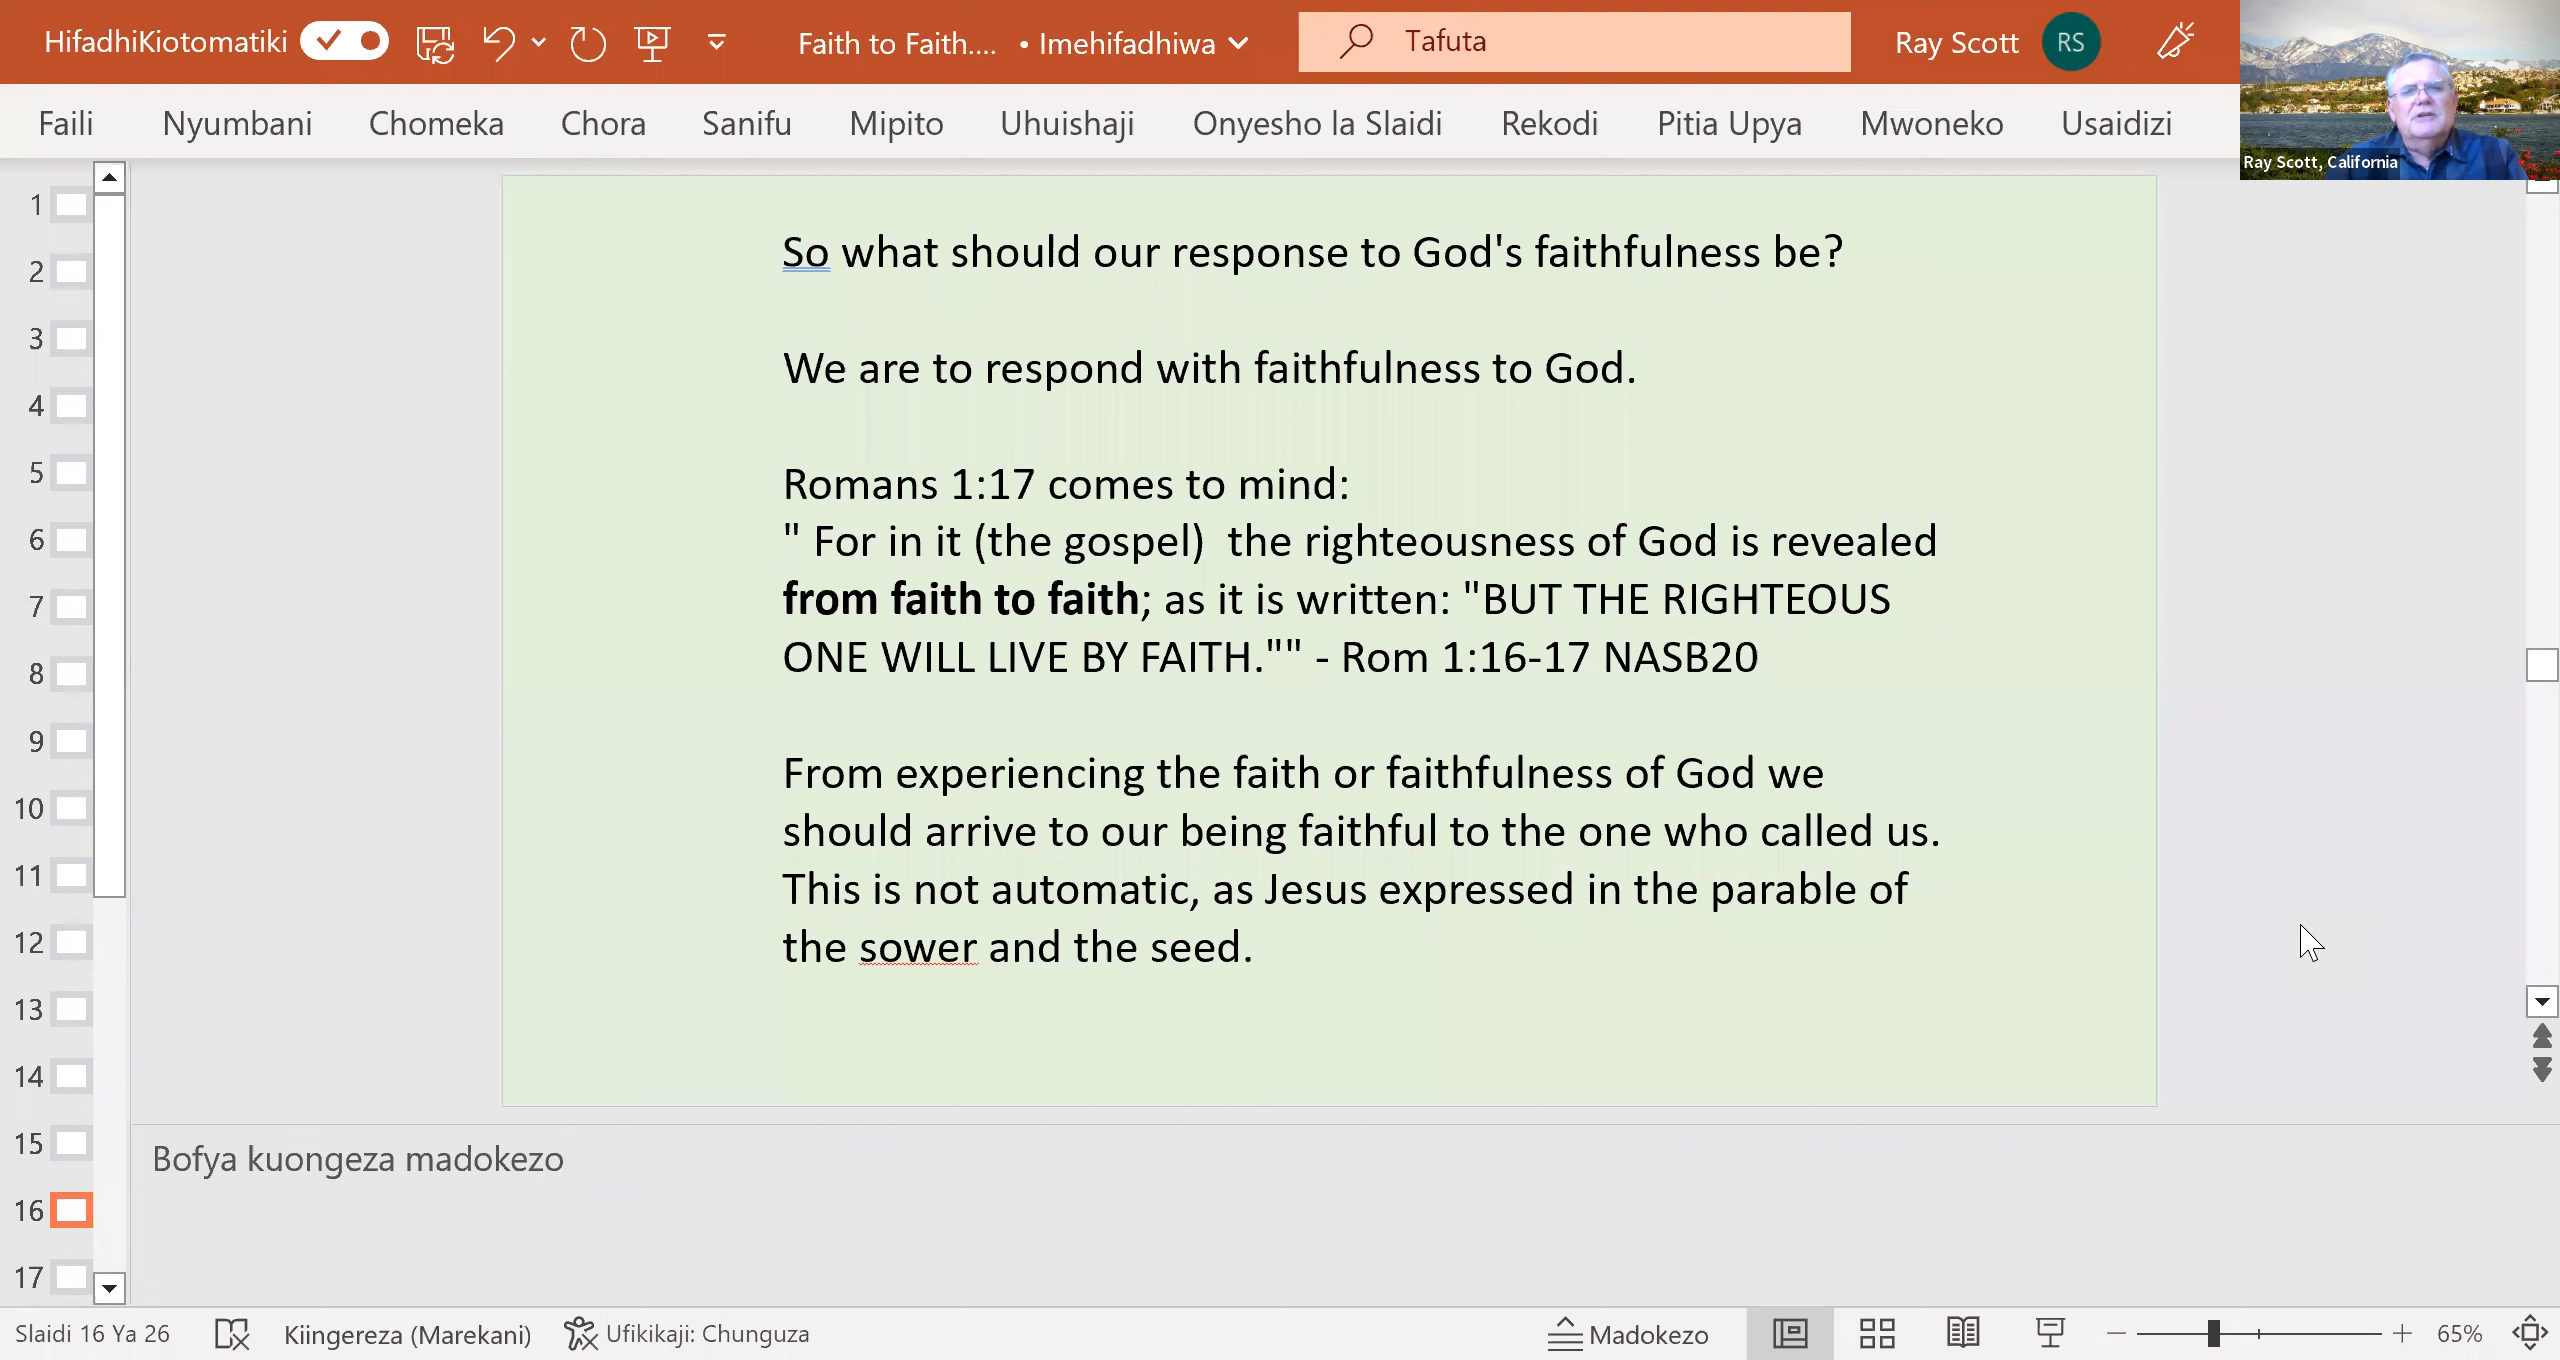 HifadhiKiotomatiki
Faith to Faith.... • Imehifadhiwa
Tafuta
Ray Scott
RS
Ray Scott, California
Faili Nyumbani Chomeka Chora Sanifu Mipito Uhuishaji Onyesho la Slaidi Rekodi Pitia Upya Mwoneko Usaidizi
1
2
3
4
5
6
7
8
9
10
11
12
13
14
15
16
17
So what should our response to God's faithfulness be?
We are to respond with faithfulness to God.
Romans 1:17 comes to mind:
" For in it (the gospel)  the righteousness of God is revealed
from faith to faith; as it is written: "BUT THE RIGHTEOUS
ONE WILL LIVE BY FAITH."" - Rom 1:16-17 NASB20
From experiencing the faith or faithfulness of God we
should arrive to our being faithful to the one who called us.
This is not automatic, as Jesus expressed in the parable of
the sower and the seed.
Bofya kuongeza madokezo
Slaidi 16 Ya 26
Kiingereza (Marekani)
Ufikikaji: Chunguza
Madokezo
65%